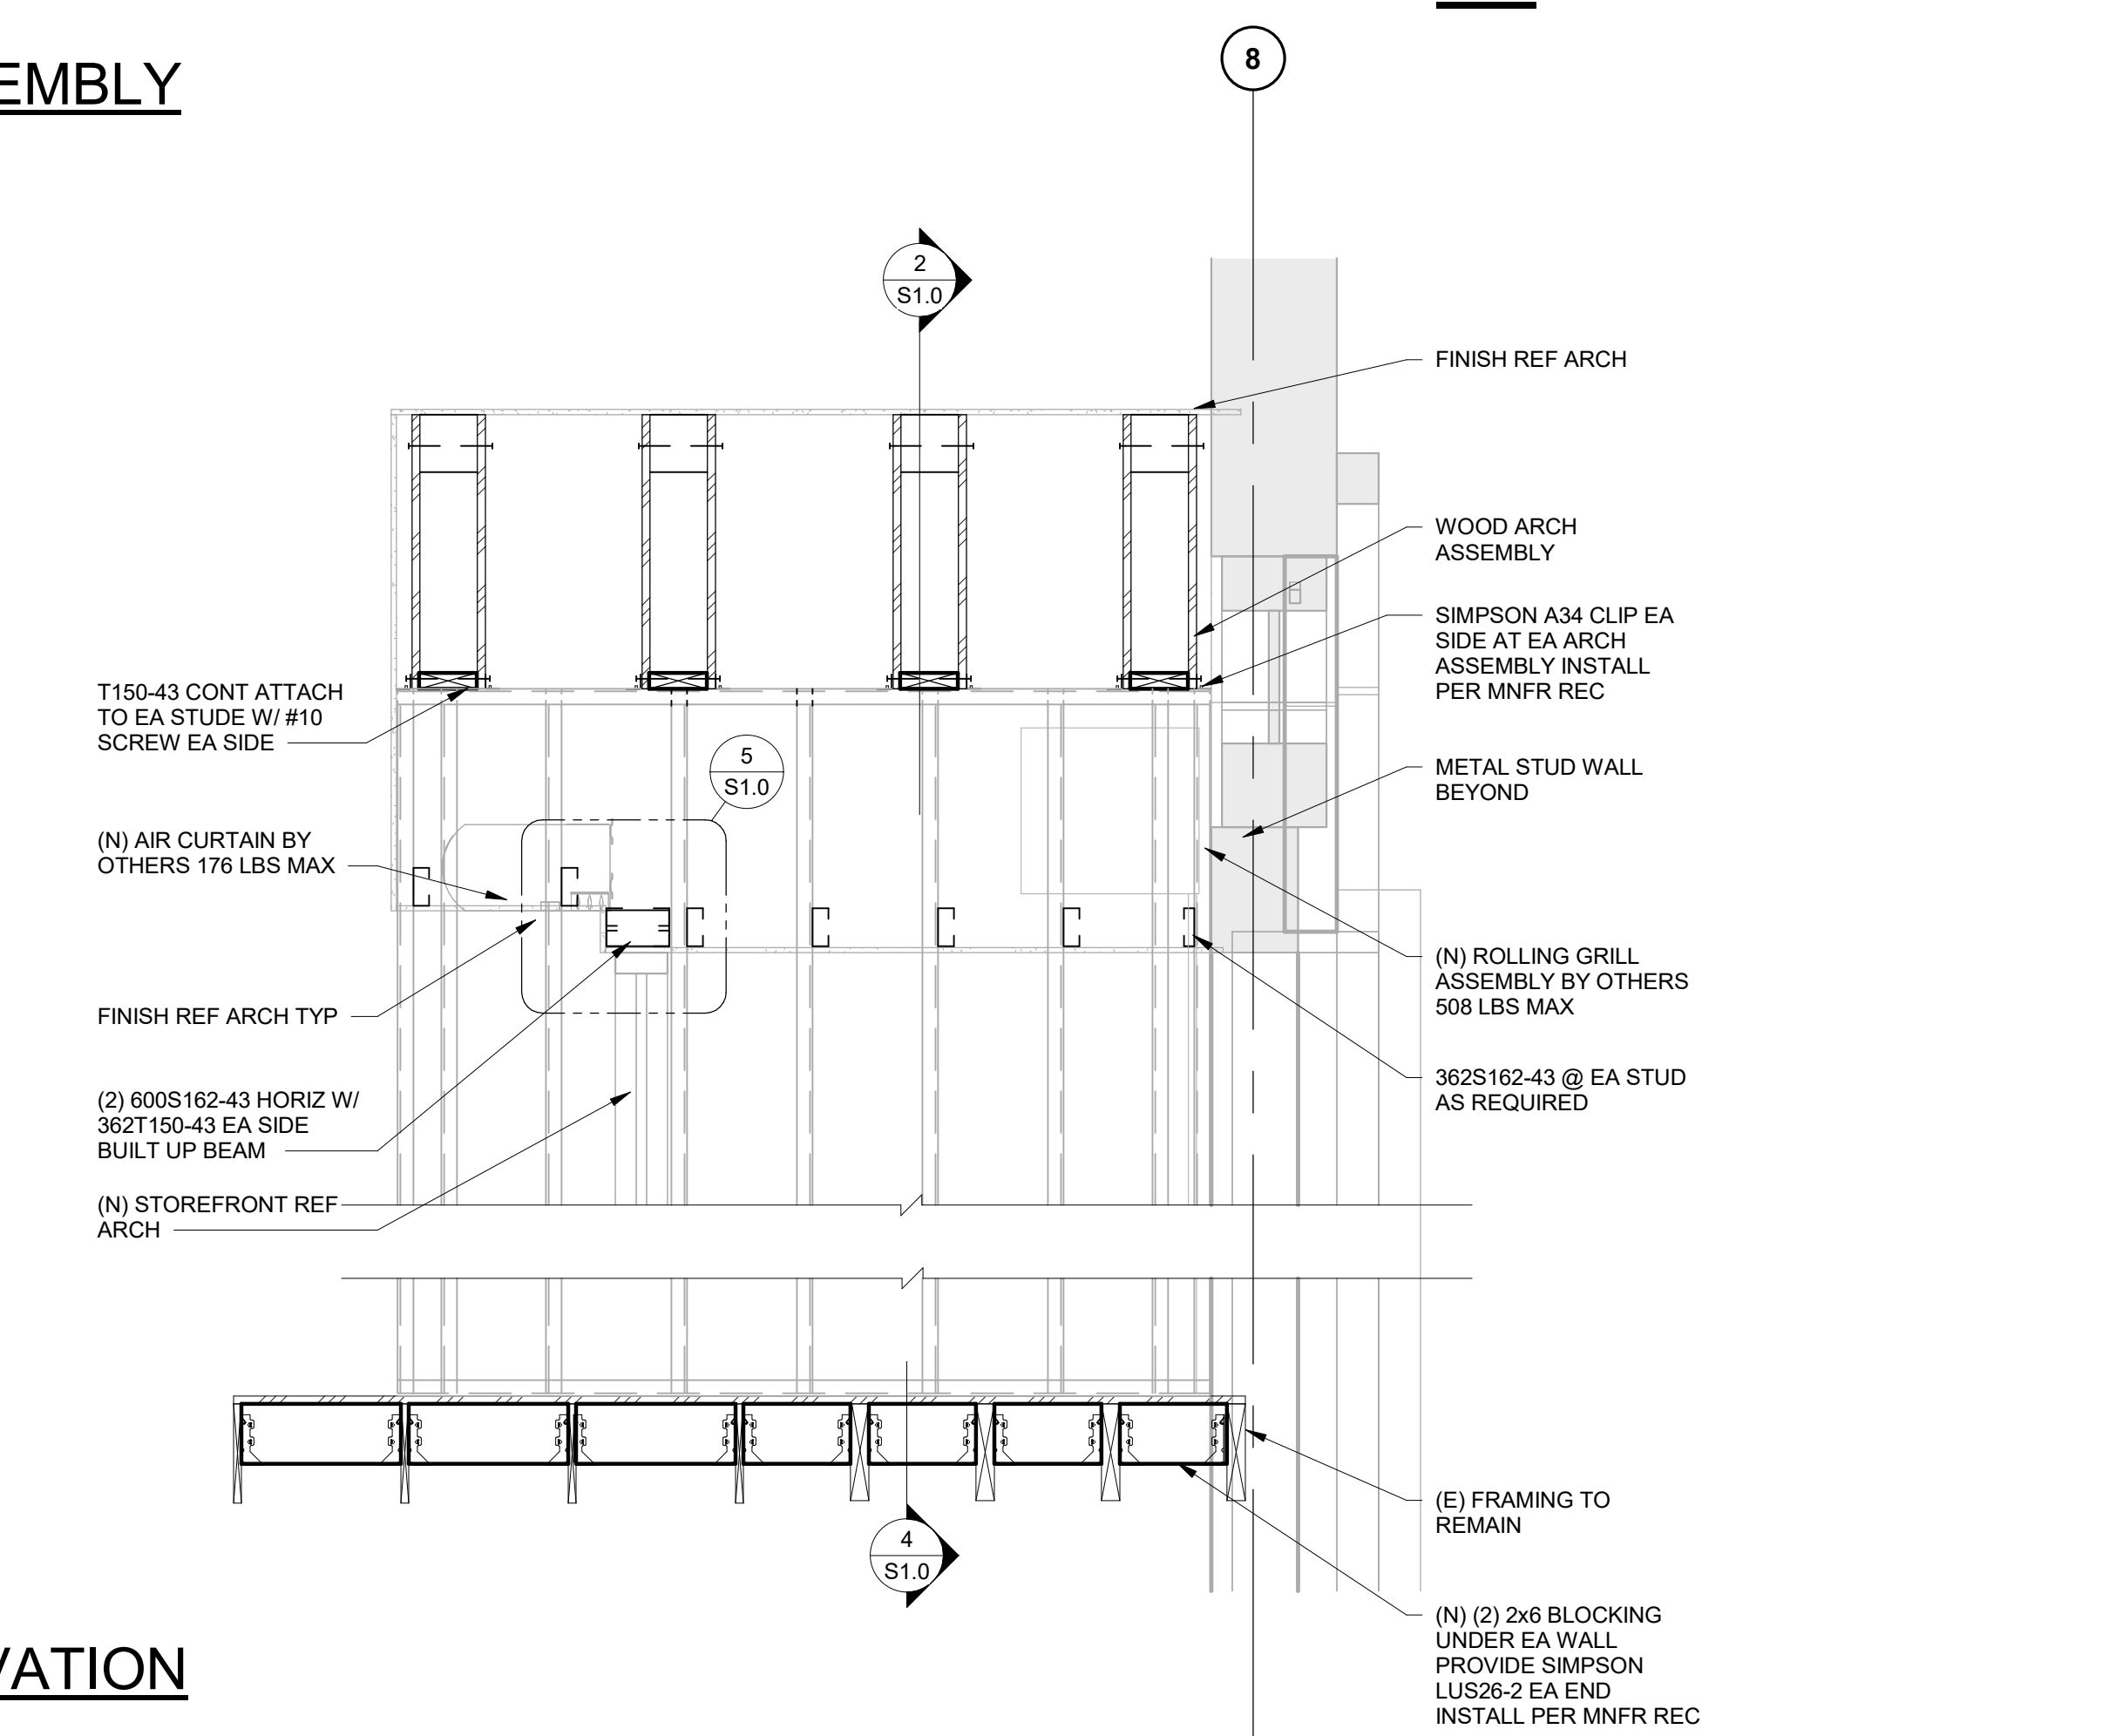 EMBLY
8
2
S1.0
FINISH REF ARCH
WOOD ARCH
ASSEMBLY
SIMPSON A34 CLIP EA
SIDE AT EA ARCH
ASSEMBLY INSTALL
PER MNFR REC
T150-43 CONT ATTACH
TO EA STUDE W/ #10
SCREW EA SIDE
5
S1.0
METAL STUD WALL
BEYOND
(N) AIR CURTAIN BY
OTHERS 176 LBS MAX
(N) ROLLING GRILL
ASSEMBLY BY OTHERS
508 LBS MAX
FINISH REF ARCH TYP
362S162-43 @ EA STUD
AS REQUIRED
(2) 600S162-43 HORIZ W/
362T150-43 EA SIDE
BUILT UP BEAM
(N) STOREFRONT REF
ARCH
(E) FRAMING TO
REMAIN
4
S1.0
(N) (2) 2x6 BLOCKING
UNDER EA WALL
PROVIDE SIMPSON
LUS26-2 EA END
INSTALL PER MNFR REC
VATION